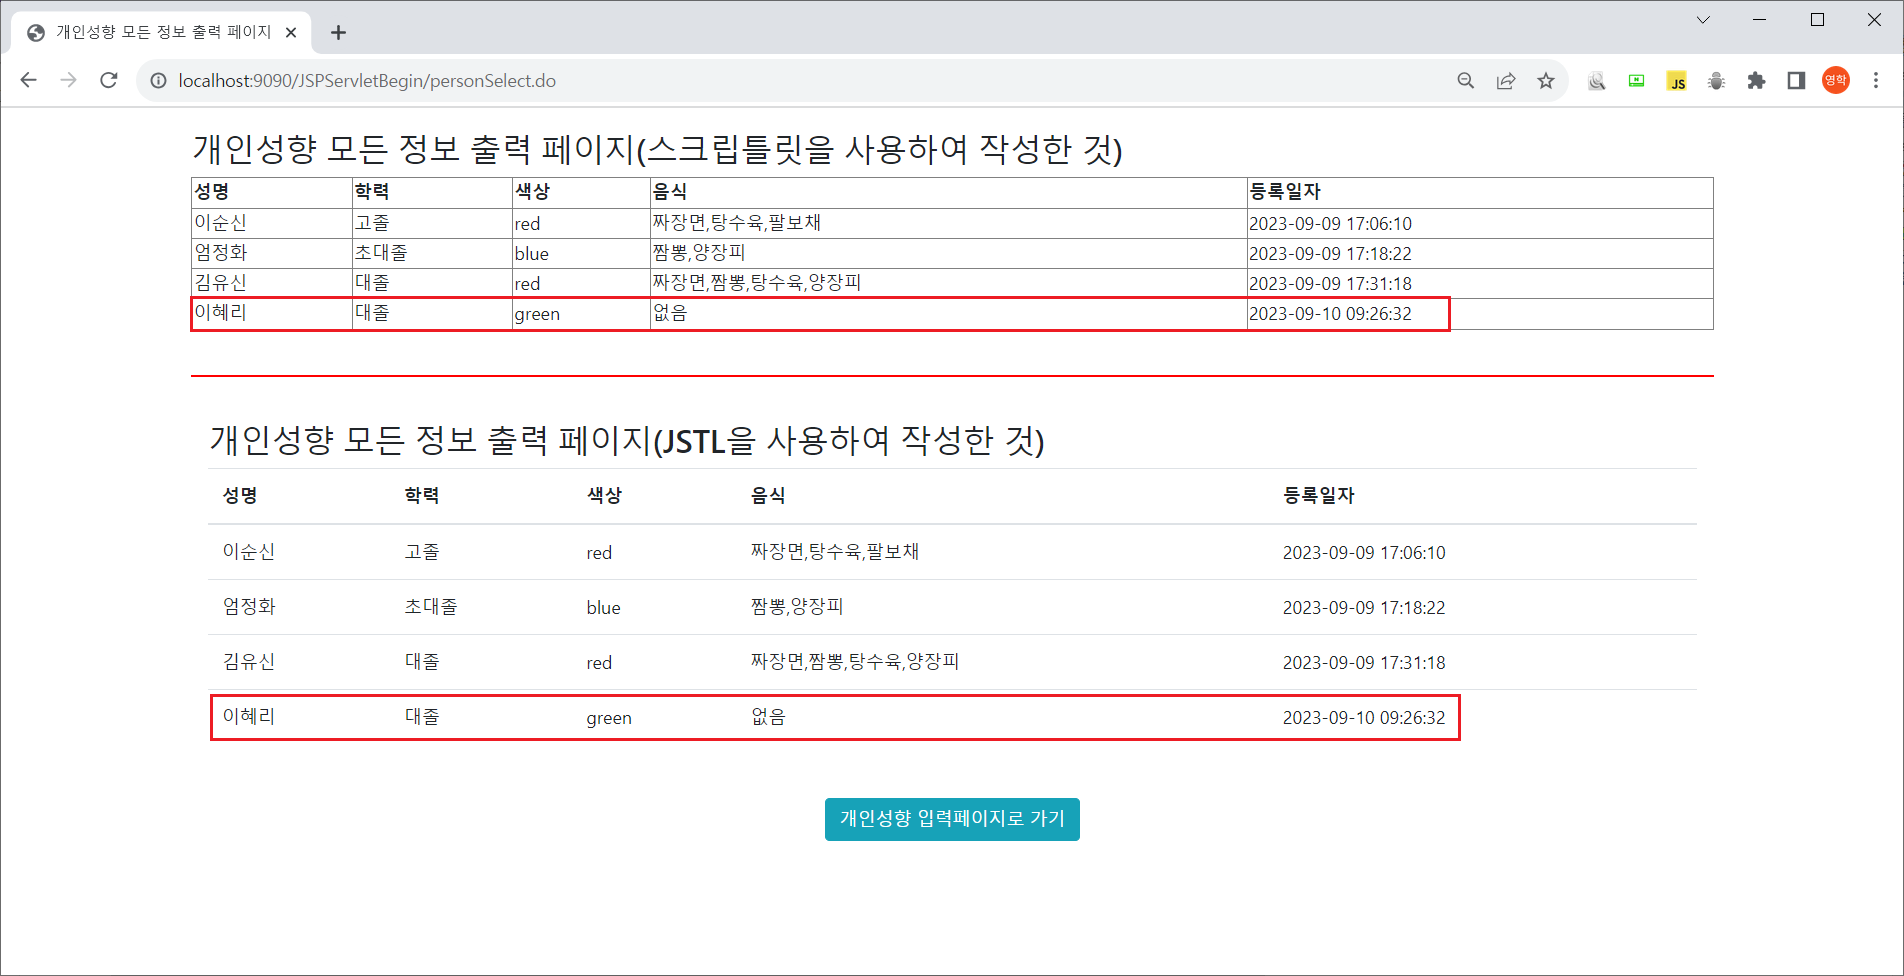 개인성향 모든 정보 출력 페이지
localhost:9090/JSPServletBegin/personSelect.do
JS
영학
개인성향 모든 정보 출력 페이지(스크립틀릿을 사용하여 작성한 것)
성명 학력 색상 음식 등록일자
이순신 고졸 red 짜장면,탕수육,팔보채 2023-09-09 17:06:10
엄정화 초대졸 blue 짬뽕,양장피 2023-09-09 17:18:22
김유신 대졸 red 짜장면,짬뽕,탕수육,양장피 2023-09-09 17:31:18
이혜리 대졸 green 없음 2023-09-10 09:26:32
개인성향 모든 정보 출력 페이지(JSTL을 사용하여 작성한 것)
성명 학력 색상 음식 등록일자
이순신 고졸 red 짜장면,탕수육,팔보채 2023-09-09 17:06:10
엄정화 초대졸 blue 짬뽕,양장피 2023-09-09 17:18:22
김유신 대졸 red 짜장면,짬뽕,탕수육,양장피 2023-09-09 17:31:18
이혜리 대졸 green 없음 2023-09-10 09:26:32
개인성향 입력페이지로 가기